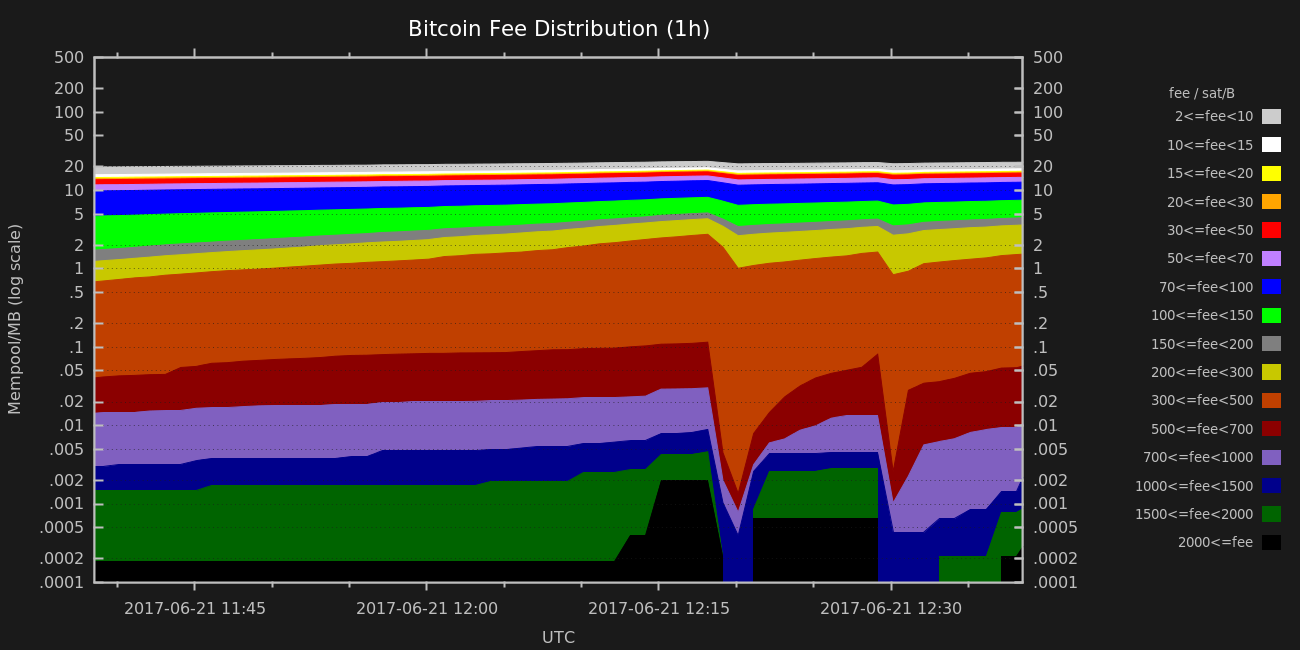 Bitcoin Fee Distribution (1h)
Mempool/MB (log scale)
500
200
100
50
20
10
5
2
1
.5
.2
.1
.05
.02
.01
.005
.002
.001
.0005
.0002
.0001
500
200
100
50
20
10
5
2
1
.5
.2
.1
.05
.02
.01
.005
.002
.001
.0005
.0002
.0001
2017-06-21 11:45
2017-06-21 12:00
2017-06-21 12:15
2017-06-21 12:30
UTC
fee / sat/B
2<=fee<10
10<=fee<15
15<=fee<20
20<=fee<30
30<=fee<50
50<=fee<70
70<=fee<100
100<=fee<150
150<=fee<200
200<=fee<300
300<=fee<500
500<=fee<700
700<=fee<1000
1000<=fee<1500
1500<=fee<2000
2000<=fee